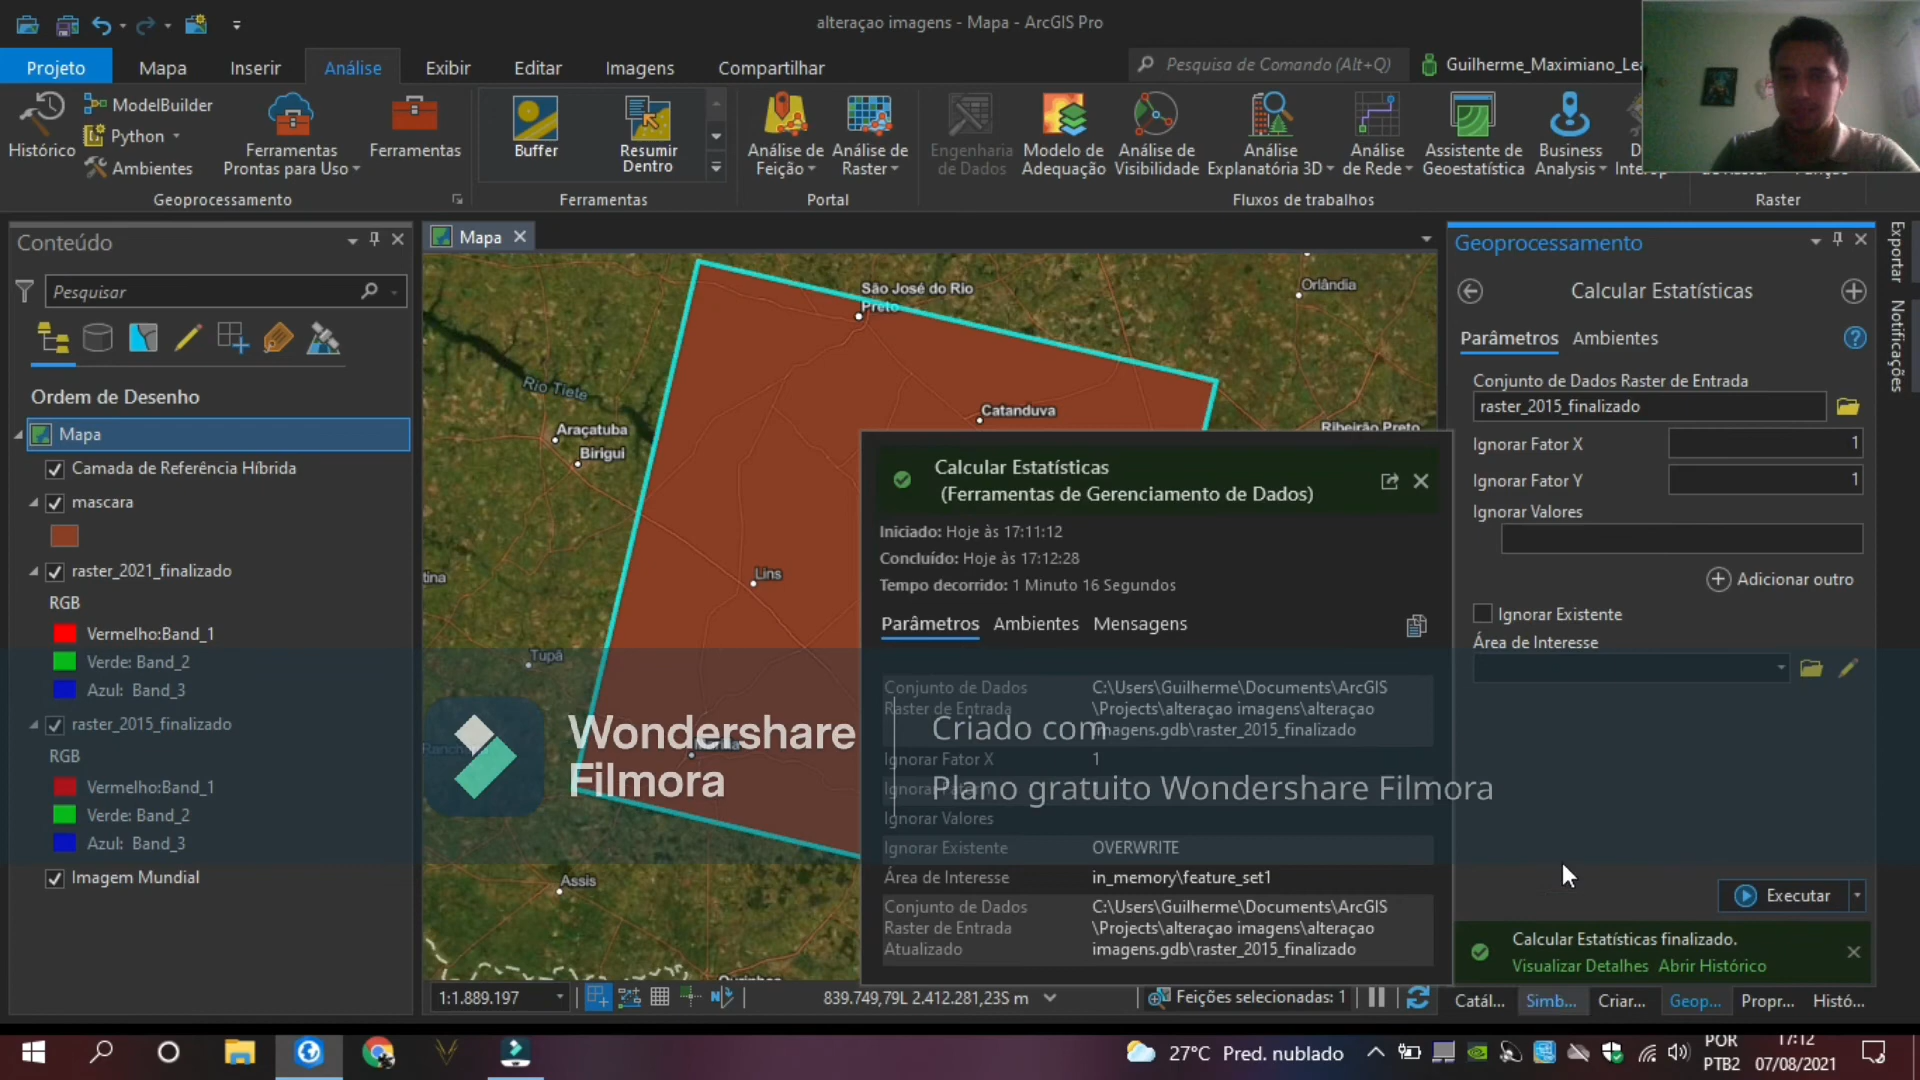 alteraçao imagens - Mapa - ArcGIS Pro
Projeto
Mapa
Inserir
Análise
Exibir
Editar
Imagens
Compartilhar
Pesquisa de Comando (Alt+Q)
Guilherme_Maximiano_Lea
Histórico
ModelBuilder
Python
Ambientes
Ferramentas
Prontas para Uso
Ferramentas
Geoprocessamento
Buffer
Resumir
Dentro
Ferramentas
Análise de
Feição
Análise de
Raster
Portal
Engenharia
de Dados
Modelo de
Adequação
Análise de
Visibilidade
Análise
Explanatória 3D
Análise
de Rede
Assistente de
Geoestatística
Business
Analysis
Fluxos de trabalhos
Raster
Conteúdo
Pesquisar
Ordem de Desenho
Mapa
Camada de Referência Híbrida
mascara
raster_2021_finalizado
RGB
Vermelho:Band_1
Verde: Band_2
Azul: Band_3
raster_2015_finalizado
RGB
Vermelho:Band_1
Verde: Band_2
Azul: Band_3
Imagem Mundial
Mapa
São José do Rio
Preto
Orlândia
Rio Tiete
Catanduva
Araçatuba
Birigui
Ribeirão Preto
Lins
Tupã
Assis
Calcular Estatísticas
(Ferramentas de Gerenciamento de Dados)
Iniciado: Hoje às 17:11:12
Concluído: Hoje às 17:12:28
Tempo decorrido: 1 Minuto 16 Segundos
Parâmetros
Ambientes
Mensagens
Conjunto de Dados
Raster de Entrada
C:\Users\Guilherme\Documents\ArcGIS
\Projects\alteraçao imagens\alteraçao
imagens.gdb\raster_2015_finalizado
Ignorar Fator X
1
Ignorar Valores
Ignorar Existente
OVERWRITE
Área de Interesse
in_memory\feature_set1
Conjunto de Dados
Raster de Entrada
Atualizado
C:\Users\Guilherme\Documents\ArcGIS
\Projects\alteraçao imagens\alteraçao
imagens.gdb\raster_2015_finalizado
Wondershare
Filmora
Criado com
Plano gratuito Wondershare Filmora
Geoprocessamento
Calcular Estatísticas
Parâmetros
Ambientes
Conjunto de Dados Raster de Entrada
raster_2015_finalizado
Ignorar Fator X
1
Ignorar Fator Y
1
Ignorar Valores
Adicionar outro
Ignorar Existente
Área de Interesse
Executar
Calcular Estatísticas finalizado.
Visualizar Detalhes Abrir Histórico
Exportar
Notificações
1:1.889.197
839.749,79L 2.412.281,23S m
Feições selecionadas: 1
Catál...
Simb...
Criar...
Geop...
Propr...
Histó...
27°C Pred. nublado
POR
PTB2
17:12
07/08/2021